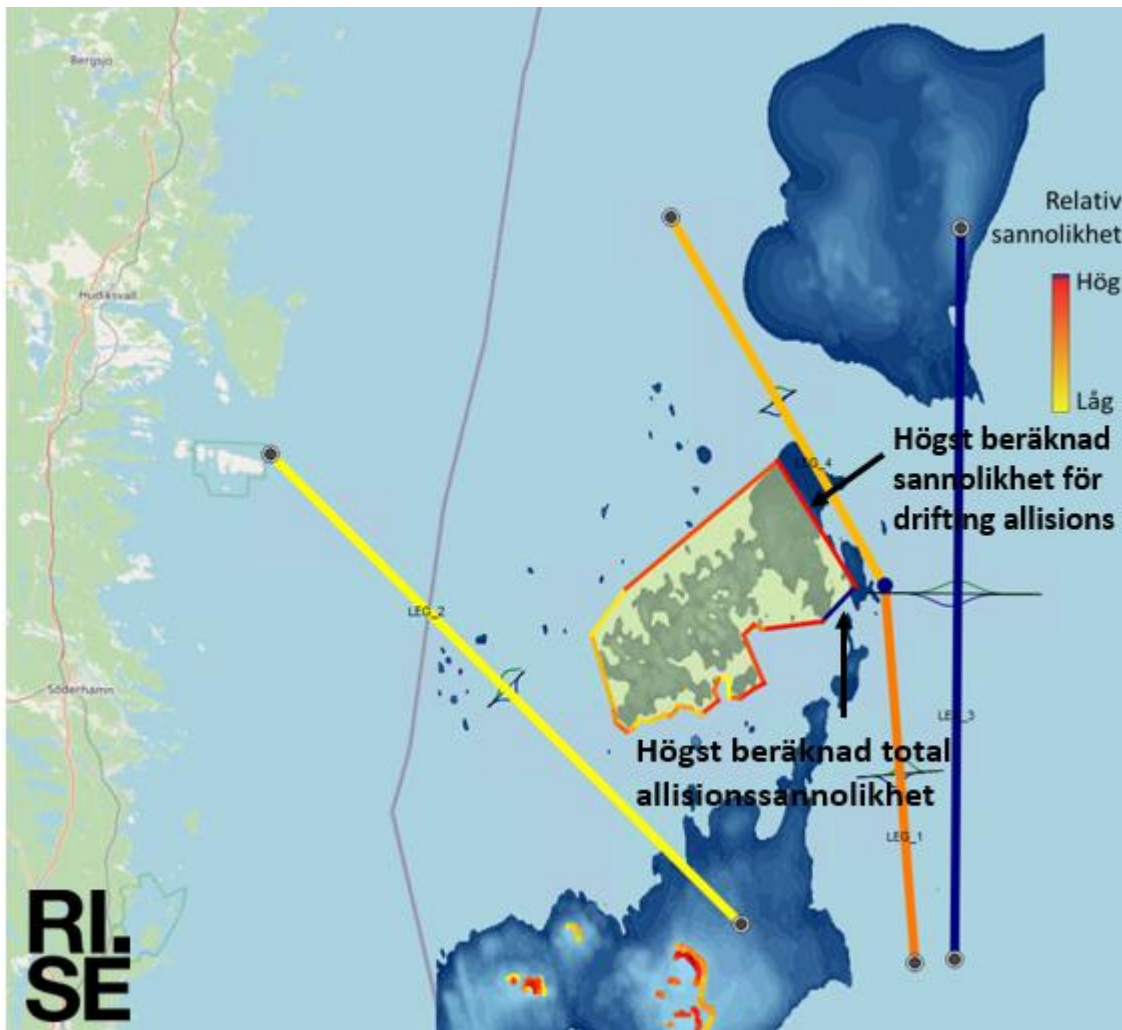 Bergsjö
Relativ
sannolikhet
Hög
Låg
Hudiksvall
Högst beräknad
sannolikhet för
drifting allisions
LEG_4
LEG_2
Söderhamn
LEG_3
Högst beräknad total
allisionssannolikhet
LEG_1
RI.
SE